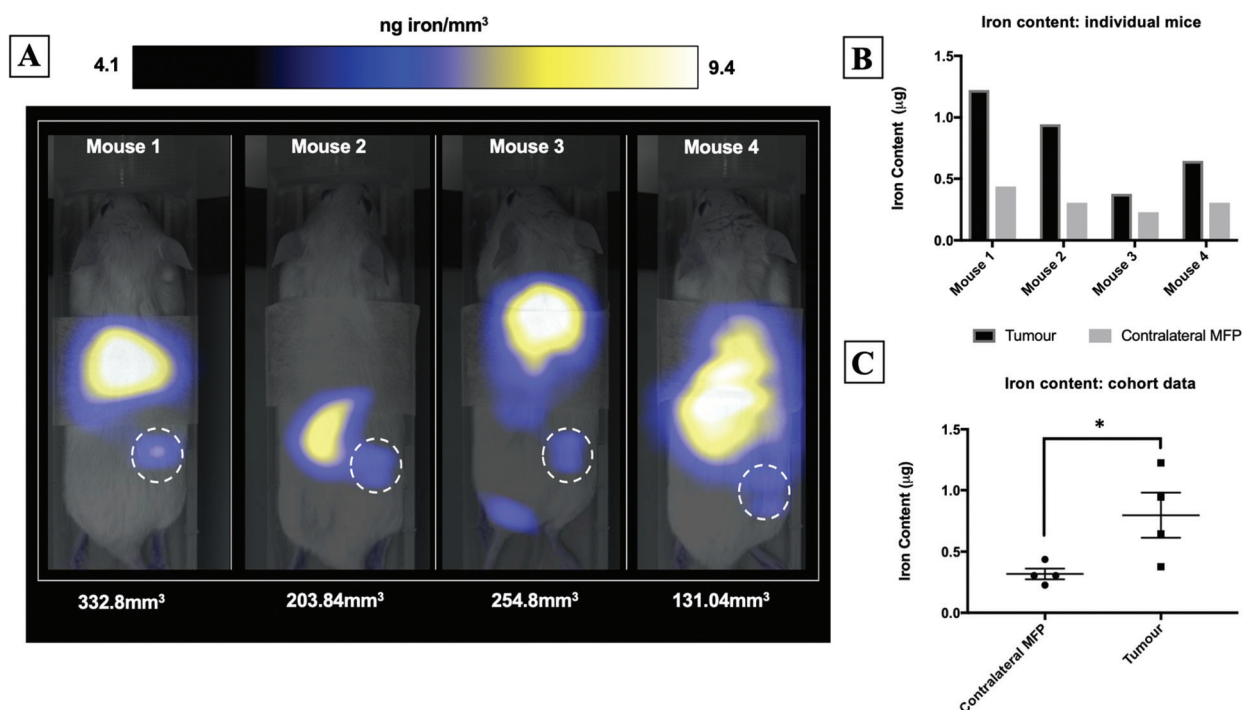 A
ng iron/mm³
4.1
9.4
Mouse 1
Mouse 2
Mouse 3
Mouse 4
332.8mm³
203.84mm³
254.8mm³
131.04mm³
B
Iron content: individual mice
Iron Content (μg)
1.5
1.0
0.5
0.0
Mouse 1
Mouse 2
Mouse 3
Mouse 4
Tumour
Contralateral MFP
C
Iron content: cohort data
Iron Content (μg)
1.5
1.0
0.5
0.0
*
Contralateral MFP
Tumour